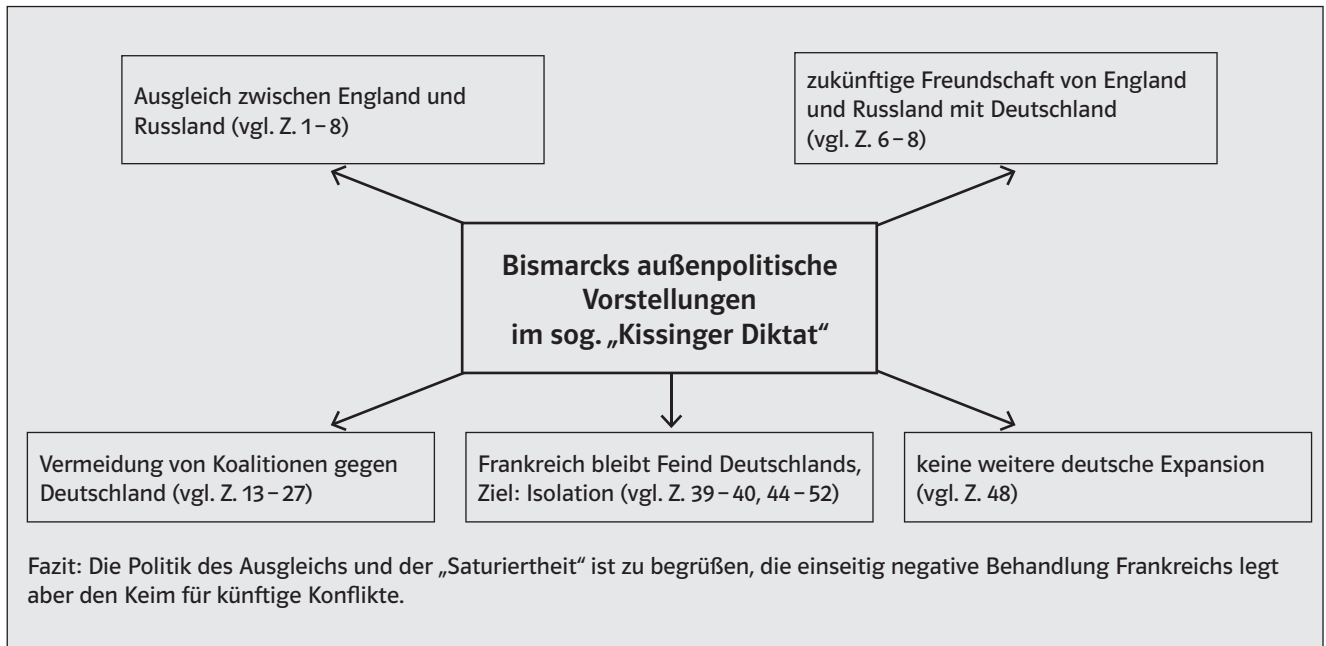 Ausgleich zwischen England und
Russland (vgl. Z. 1–8)
zukünftige Freundschaft von England
und Russland mit Deutschland
(vgl. Z. 6–8)
Bismarcks außenpolitische
Vorstellungen
im sog. „Kissinger Diktat“
Vermeidung von Koalitionen gegen
Deutschland (vgl. Z. 13–27)
Frankreich bleibt Feind Deutschlands,
Ziel: Isolation (vgl. Z. 39–40, 44–52)
keine weitere deutsche Expansion
(vgl. Z. 48)
Fazit: Die Politik des Ausgleichs und der „Saturiertheit“ ist zu begrüßen, die einseitig negative Behandlung Frankreichs legt
aber den Keim für künftige Konflikte.